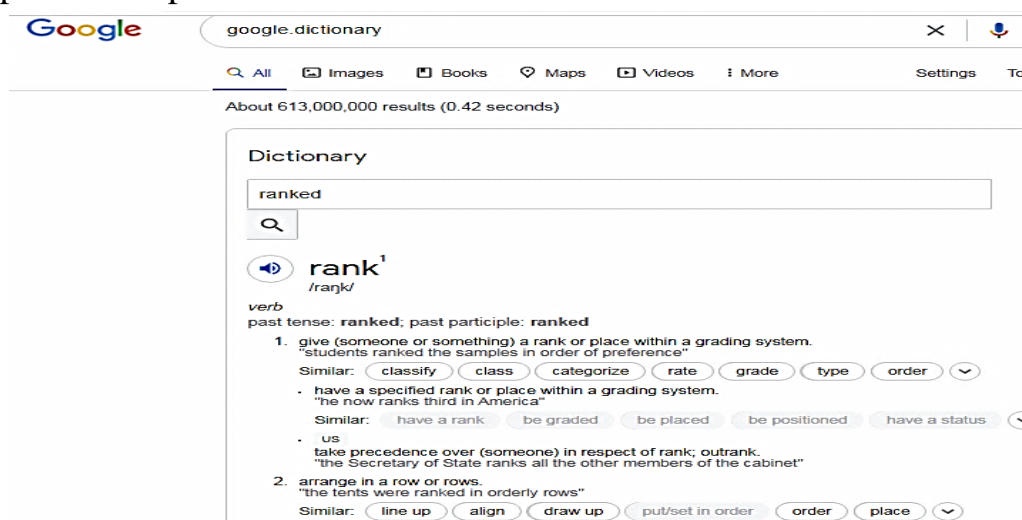 Google google.dictionary
All Images Books Maps Videos More Settings
About 613,000,000 results (0.42 seconds)
Dictionary
ranked
rank¹
/raŋk/
verb
past tense: ranked; past participle: ranked
1. give (someone or something) a rank or place within a grading system.
"students ranked the samples in order of preference"
Similar: classify class categorize rate grade type order
• have a specified rank or place within a grading system.
"he now ranks third in America"
Similar: have a rank be graded be placed be positioned have a status
• US
take precedence over (someone) in respect of rank; outrank.
"the Secretary of State ranks all the other members of the cabinet"
2. arrange in a row or rows.
"the tents were ranked in orderly rows"
Similar: line up align draw up put/set in order order place